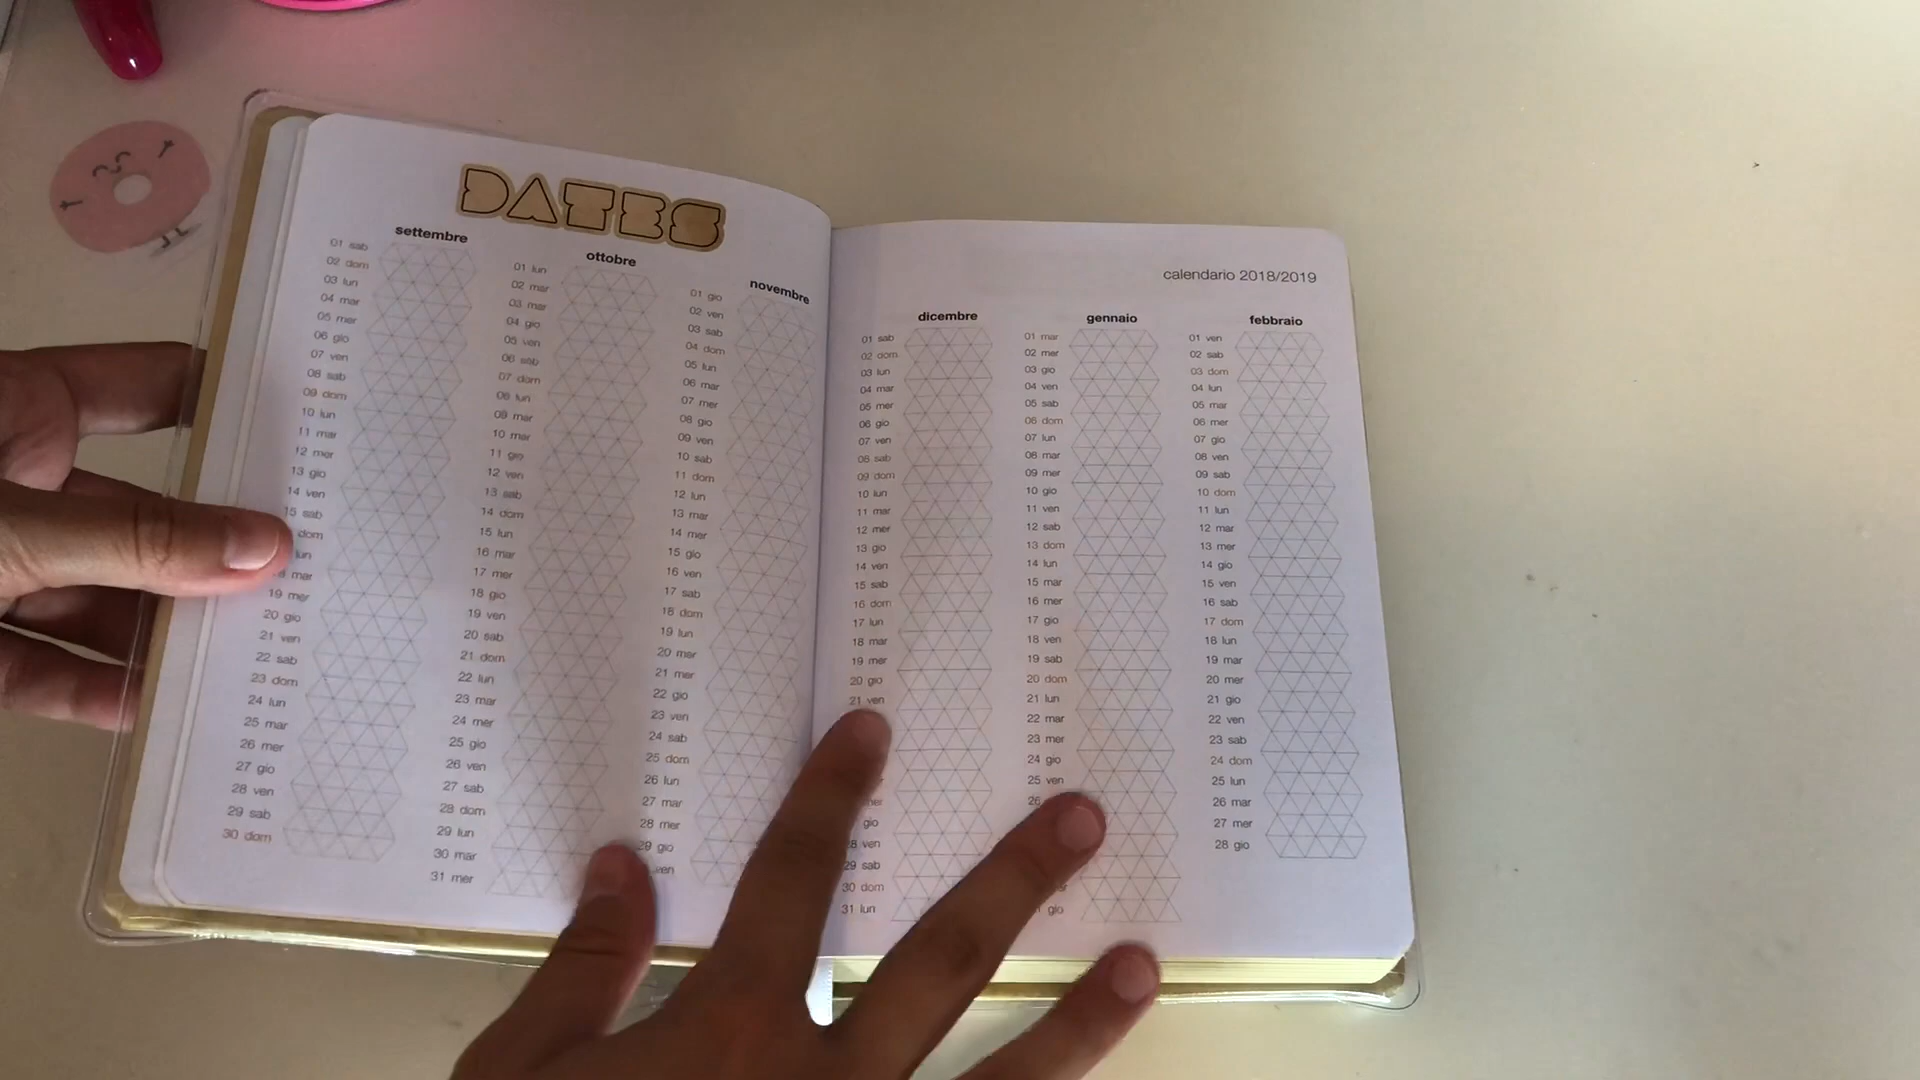 DATES
settembre
01 sab
02 dom
03 lun
04 mar
05 mer
06 gio
07 ven
08 sab
09 dom
10 lun
11 mar
12 mer
13 gio
14 ven
15 sab
dom
lun
mar
19 mer
20 gio
21 ven
22 sab
23 dom
24 lun
25 mar
26 mer
27 gio
28 ven
29 sab
30 dom
ottobre
01 lun
02 mar
03 mer
04 gio
05 ven
06 sab
07 dom
08 lun
09 mar
10 mer
11 gio
12 ven
13 sab
14 dom
15 lun
16 mar
17 mer
18 gio
19 ven
20 sab
21 dom
22 lun
23 mar
24 mer
25 gio
26 ven
27 sab
28 dom
29 lun
30 mar
31 mer
novembre
01 gio
02 ven
03 sab
04 dom
05 lun
06 mar
07 mer
08 gio
09 ven
10 sab
11 dom
12 lun
13 mar
14 mer
15 gio
16 ven
17 sab
18 dom
19 lun
20 mar
21 mer
22 gio
23 ven
24 sab
25 dom
26 lun
27 mar
28 mer
29 gio
ven
calendario 2018/2019
dicembre
01 sab
02 dom
03 lun
04 mar
05 mer
06 gio
07 ven
08 sab
09 dom
10 lun
11 mar
12 mer
13 gio
14 ven
15 sab
16 dom
17 lun
18 mar
19 mer
20 gio
21 ven
mer
gio
ven
29 sab
30 dom
31 lun
gennaio
01 mar
02 mer
03 gio
04 ven
05 sab
06 dom
07 lun
08 mar
09 mer
10 gio
11 ven
12 sab
13 dom
14 lun
15 mar
16 mer
17 gio
18 ven
19 sab
20 dom
21 lun
22 mar
23 mer
24 gio
25 ven
26
gio
febbraio
01 ven
02 sab
03 dom
04 lun
05 mar
06 mer
07 gio
08 ven
09 sab
10 dom
11 lun
12 mar
13 mer
14 gio
15 ven
16 sab
17 dom
18 lun
19 mar
20 mer
21 gio
22 ven
23 sab
24 dom
25 lun
26 mar
27 mer
28 gio